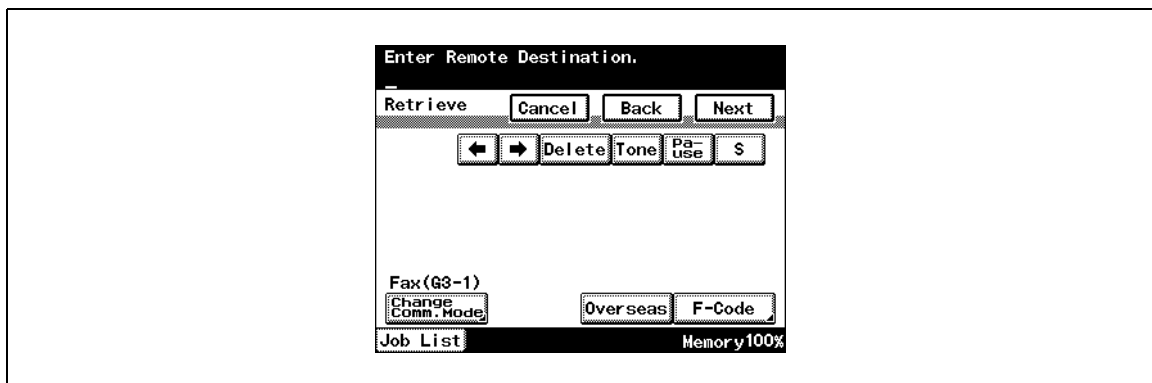 Enter Remote Destination.
Retrieve Cancel Back Next
← → Delete Tone Pa-
use S
Fax(G3-1)
Change
Comm.Mode Overseas F-Code
Job List Memory100%